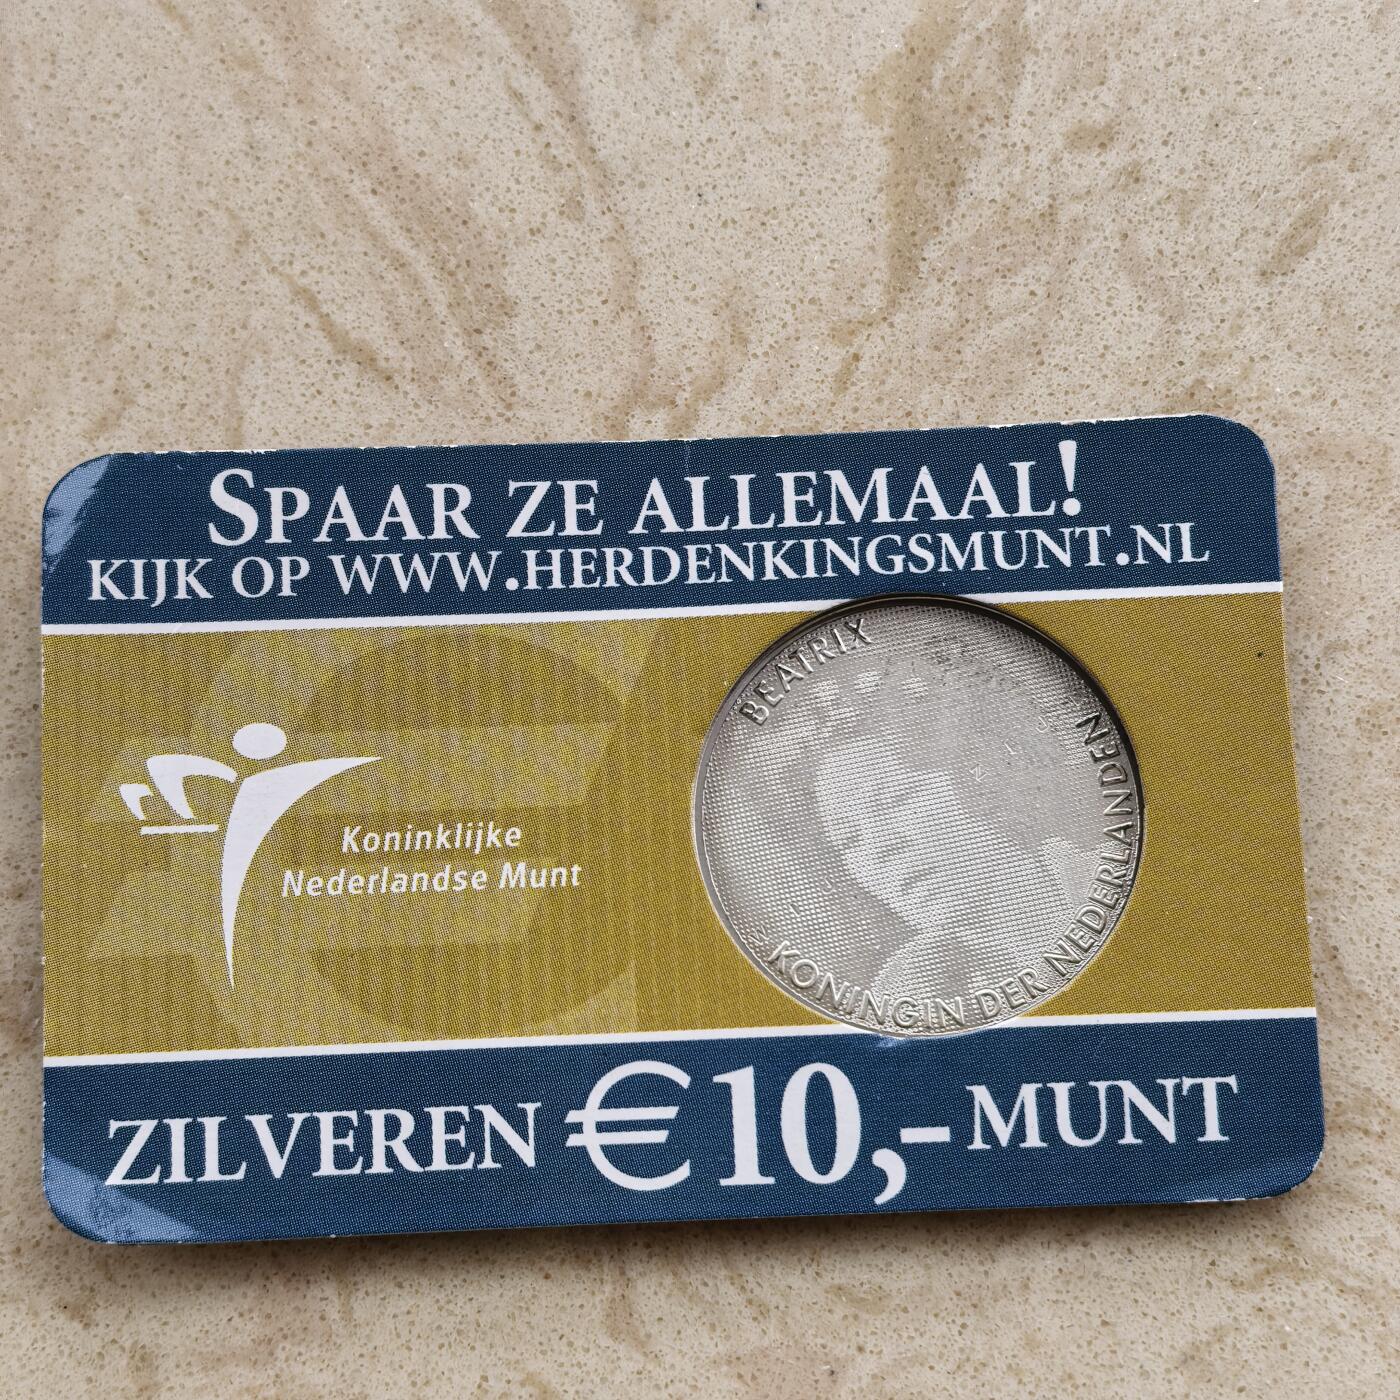 SPAAR ZE ALLEMAAL!
KIJK OP WWW.HERDENKINGSMUNT.NL
BEATRIX
KONINGIN DER NEDERLANDEN
Koninklijke
Nederlandse Munt
ZILVEREN €10,- MUNT